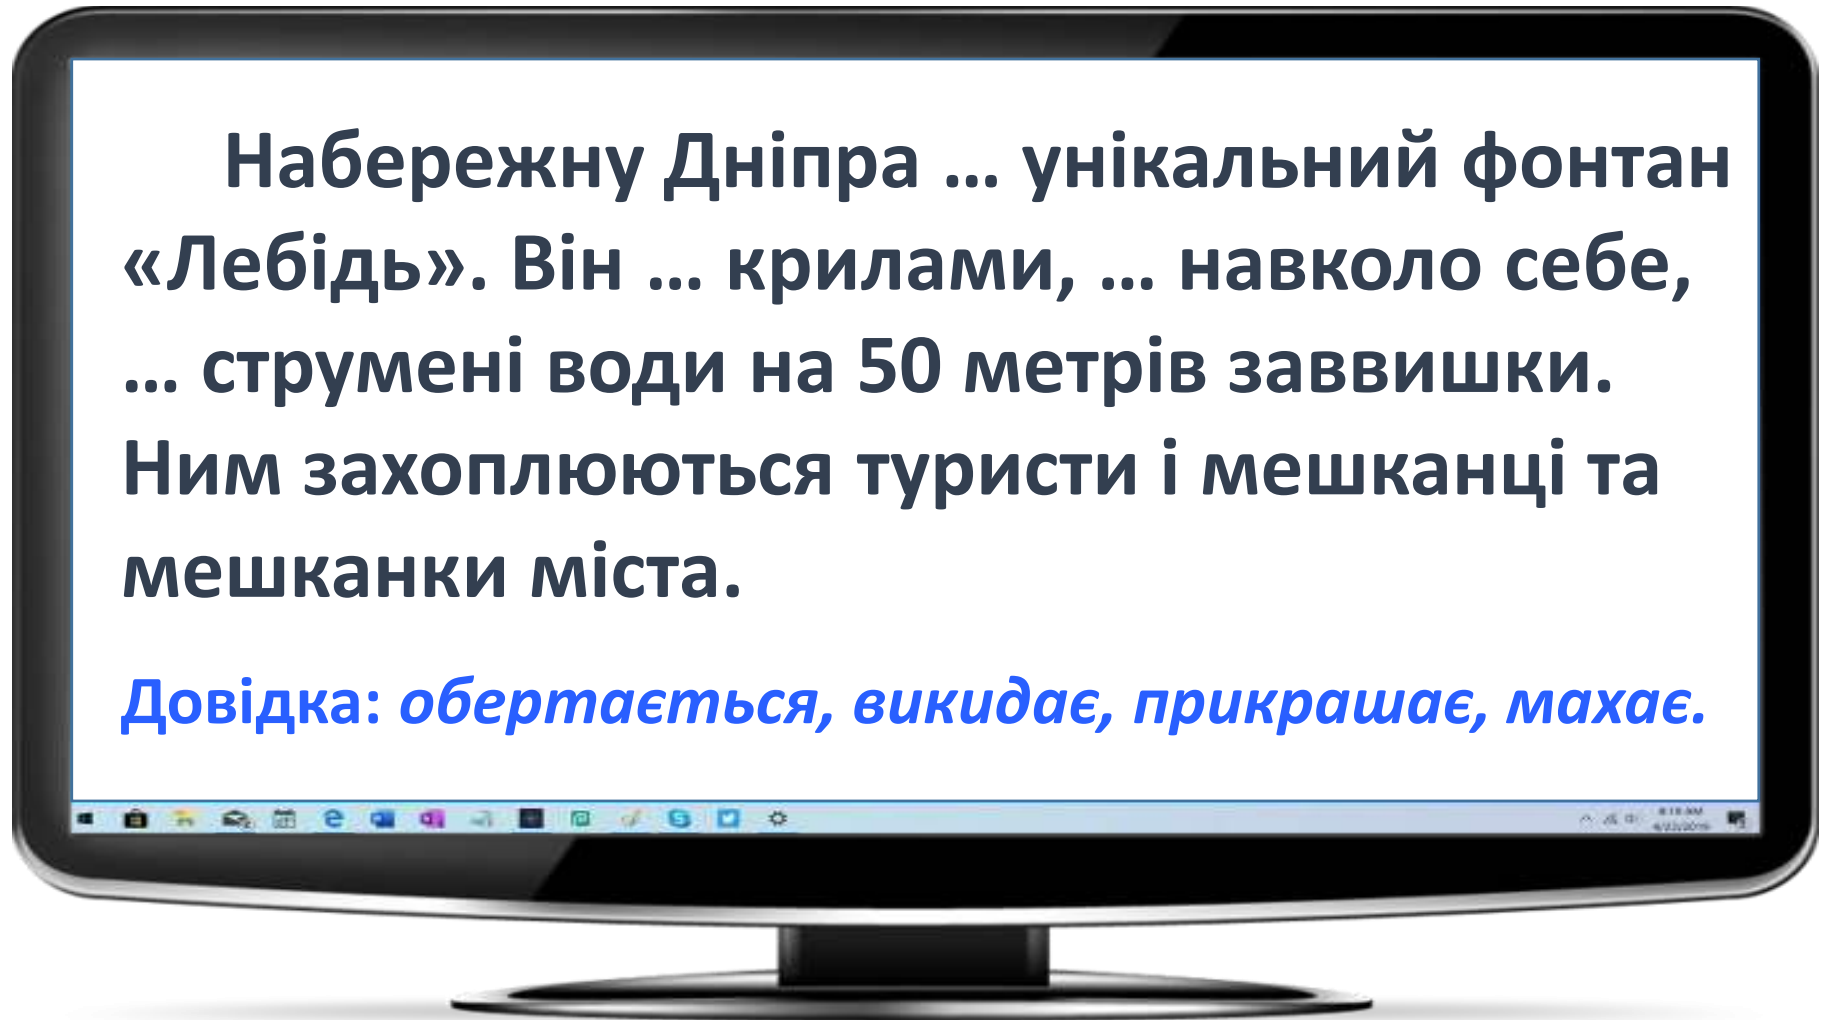 Набережну Дніпра ... унікальний фонтан
«Лебідь». Він ... крилами, ... навколо себе,
... струмені води на 50 метрів заввишки.
Ним захоплюються туристи і мешканці та
мешканки міста.
Довідка: обертається, викидає, прикрашає, махає.